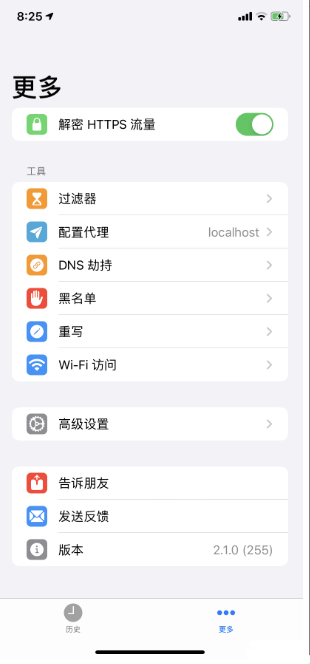 8:25
更多
解密 HTTPS 流量
工具
过滤器
配置代理 localhost
DNS 劫持
黑名单
重写
Wi-Fi 访问
高级设置
告诉朋友
发送反馈
版本 2.1.0 (255)
历史 更多